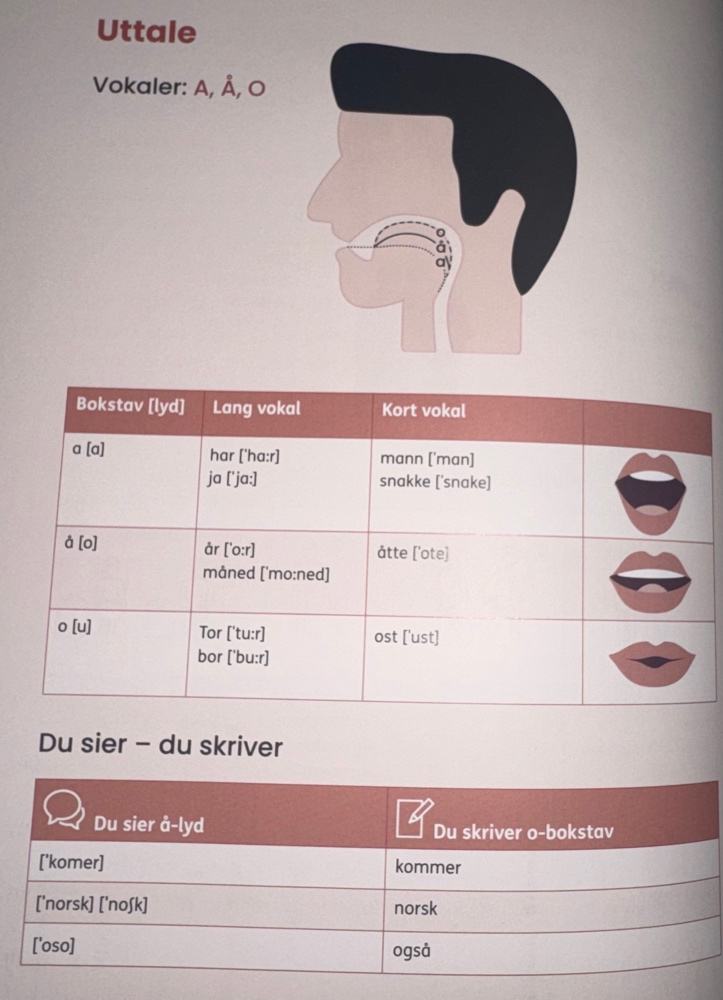 Uttale
Vokaler: A, Å, O
o
å
a
Bokstav [lyd] Lang vokal Kort vokal
a [a] har ['ha:r] mann ['man]
ja ['ja:] snakke ['snake]
å [o] år ['o:r] åtte ['ote]
måned ['mo:ned]
o [u] Tor ['tu:r] ost ['ust]
bor ['bu:r]
Du sier – du skriver
Du sier å-lyd Du skriver o-bokstav
['komer] kommer
['norsk] ['noʃk] norsk
['oso] også